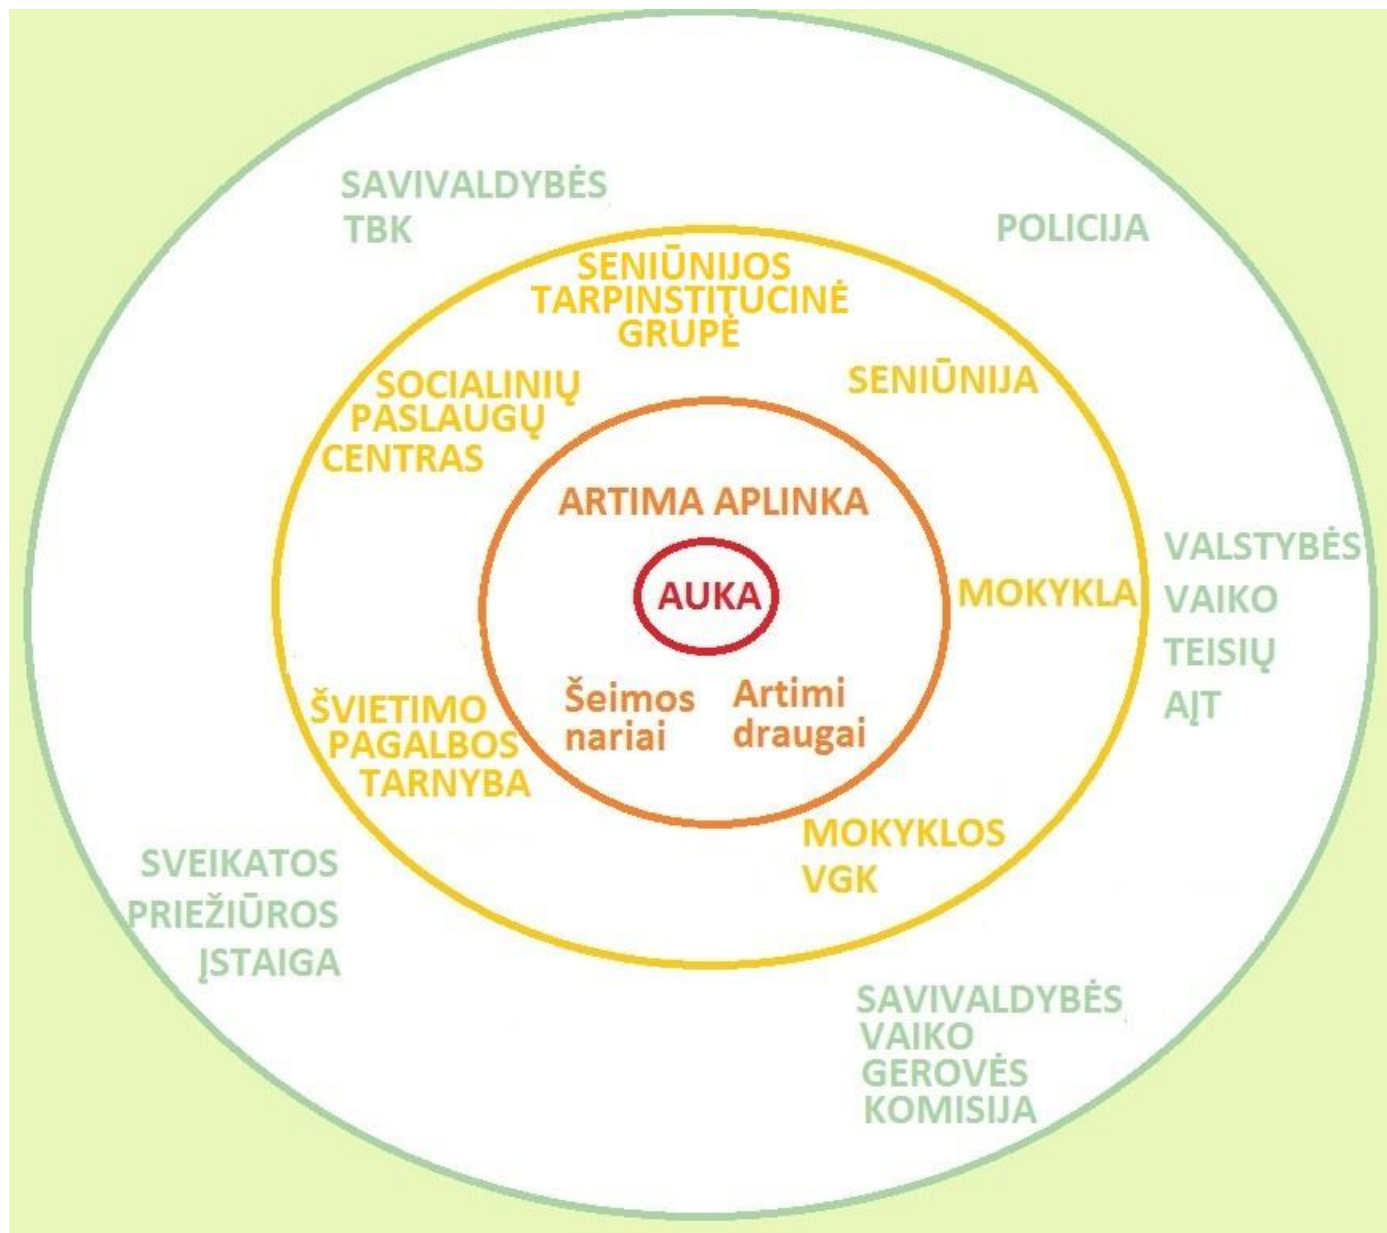 SAVIVALDYBĖS
TBK
POLICIJA
SENIŪNIJOS
TARPINSTITUCINĖ
GRUPĖ
SOCIALINIŲ
PASLAUGŲ
CENTRAS
SENIŪNIJA
ARTIMA APLINKA
AUKA
MOKYKLA
VALSTYBĖS
VAIKO
TEISIŲ
AĮT
Šeimos
nariai
Artimi
draugai
ŠVIETIMO
PAGALBOS
TARNYBA
MOKYKLOS
VGK
SVEIKATOS
PRIEŽIŪROS
ĮSTAIGA
SAVIVALDYBĖS
VAIKO
GEROVĖS
KOMISIJA